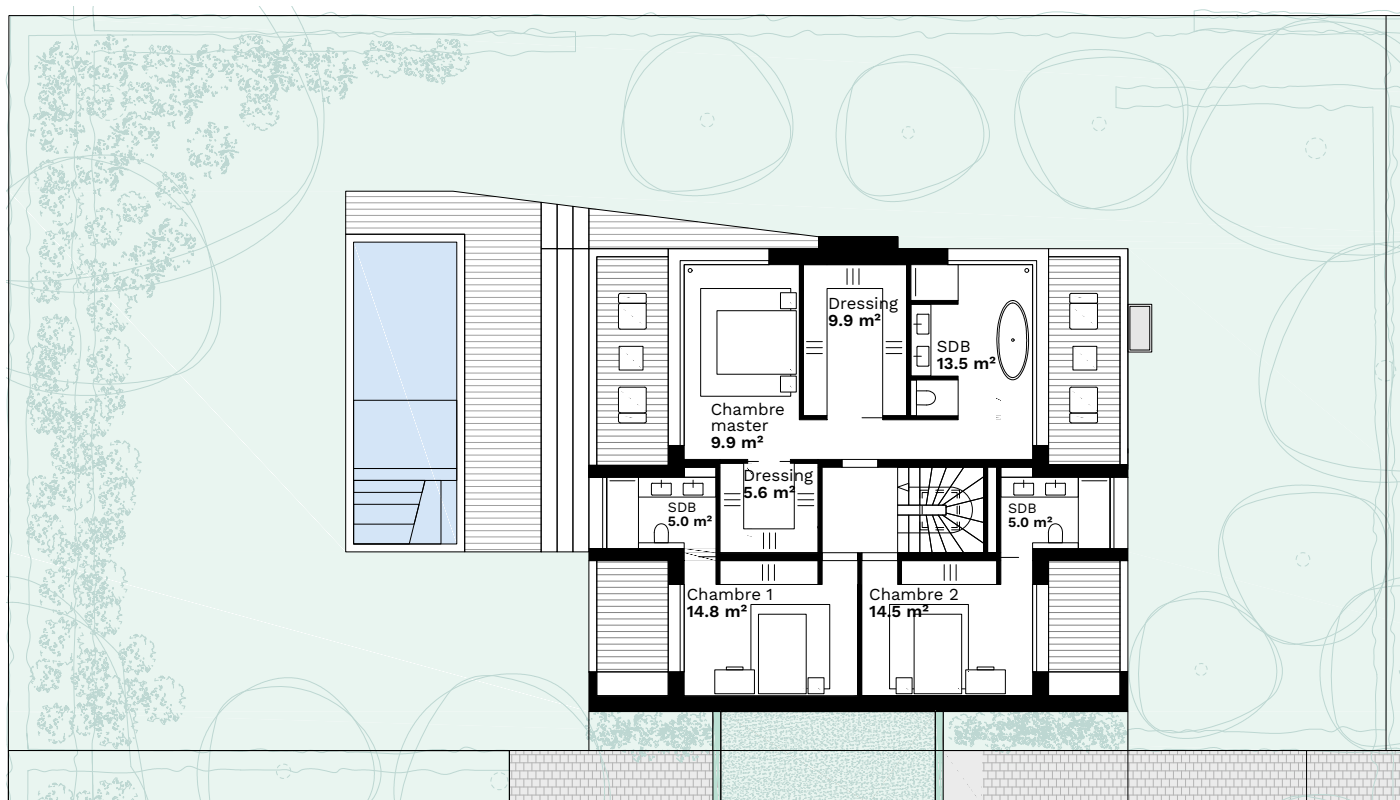 Dressing
9.9 m²
SDB
13.5 m²
Chambre
master
9.9 m²
Dressing
5.6 m²
SDB
5.0 m²
SDB
5.0 m²
Chambre 1
14.8 m²
Chambre 2
14.5 m²